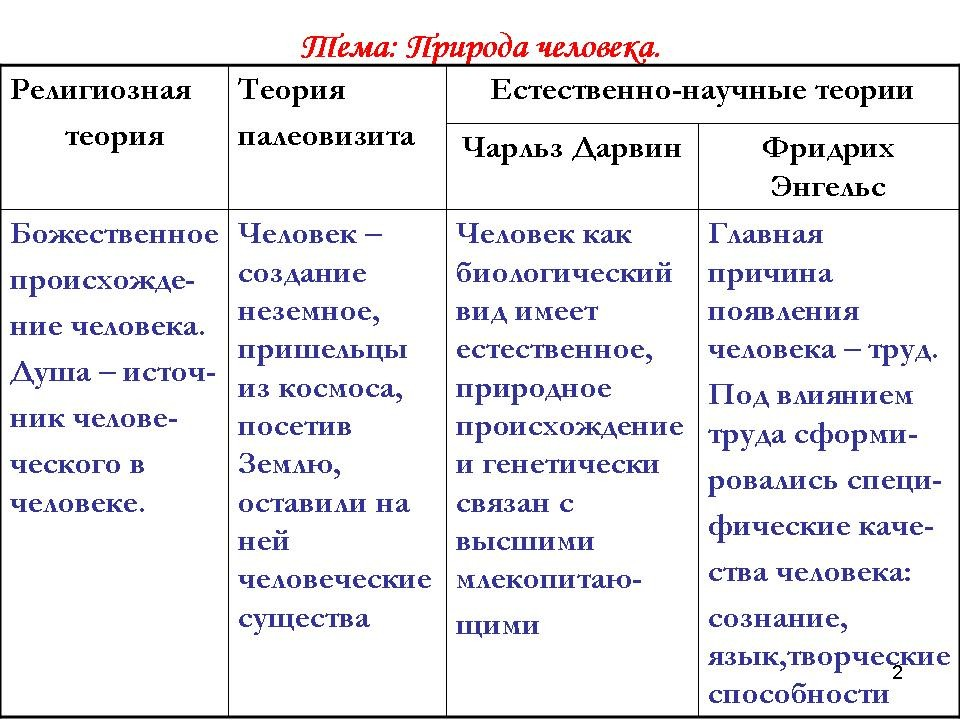 Тема: Природа человека.
Религиозная
теория
Теория
палеовизита
Естественно-научные теории
Чарльз Дарвин
Фридрих
Энгельс
Божественное
происхожде-
ние человека.
Душа – источ-
ник челове-
ческого в
человеке.
Человек –
создание
неземное,
пришельцы
из космоса,
посетив
Землю,
оставили на
ней
человеческие
существа
Человек как
биологический
вид имеет
естественное,
природное
происхождение
и генетически
связан с
высшими
млекопитаю-
щими
Главная
причина
появления
человека – труд.
Под влиянием
труда сформи-
ровались специ-
фические каче-
ства человека:
сознание,
язык,творческие
способности
2